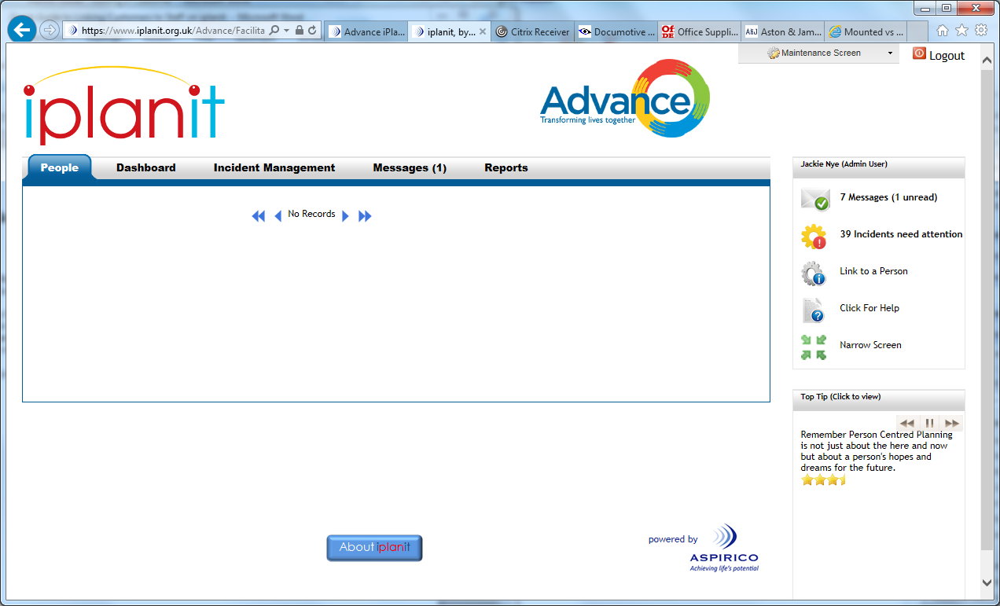 https://www.iplanit.org.uk/Advance/Facilita
Advance iPla...
iplanit, by...
Citrix Receiver
Documotive ...
Office Suppli...
A&J Aston & Jam...
Mounted vs ...
Maintenance Screen
Logout
iplanit
Advance
Transforming lives together
People
Dashboard
Incident Management
Messages (1)
Reports
No Records
Jackie Nye (Admin User)
7 Messages (1 unread)
39 Incidents need attention
Link to a Person
Click For Help
Narrow Screen
Top Tip (Click to view)
Remember Person Centred Planning
is not just about the here and now
but about a person's hopes and
dreams for the future.
About iplanit
powered by
ASPIRICO
Achieving life's potential